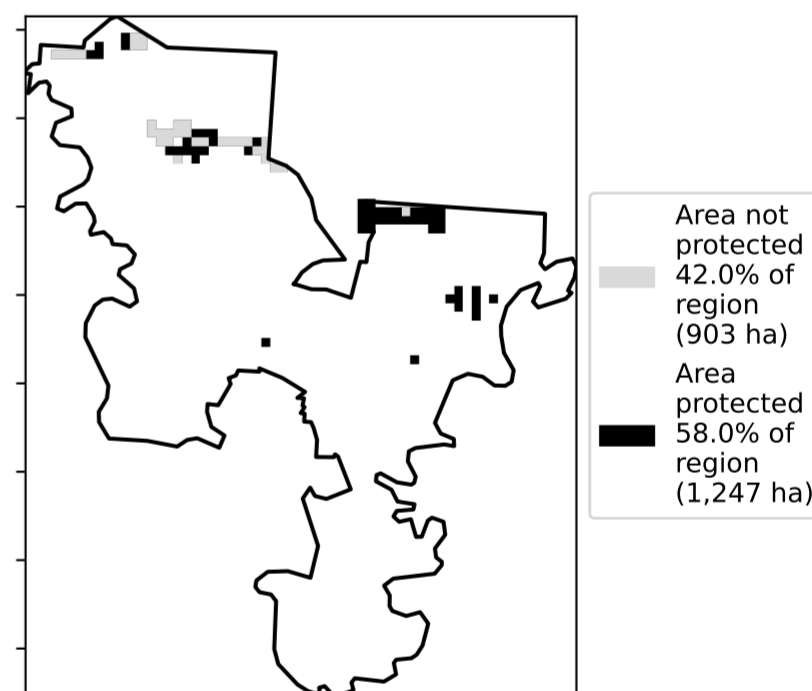 Area not
protected
42.0% of
region
(903 ha)
Area
protected
58.0% of
region
(1,247 ha)